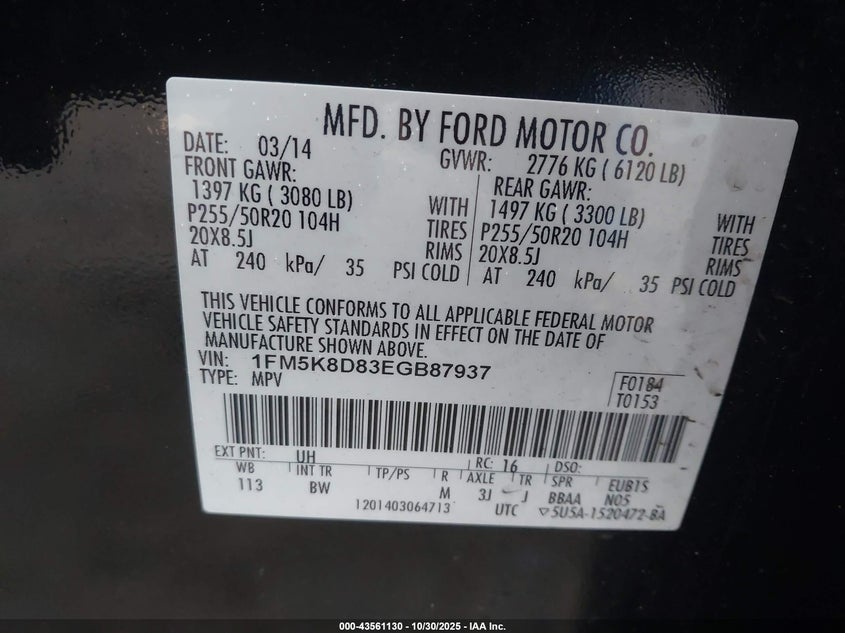 MFD. BY FORD MOTOR CO.
DATE: 03/14
GVWR: 2776 KG ( 6120 LB)
FRONT GAWR:
1397 KG ( 3080 LB)
P255/50R20 104H
20X8.5J
WITH
TIRES
RIMS
AT 240 kPa/ 35 PSI COLD
REAR GAWR:
1497 KG ( 3300 LB)
P255/50R20 104H
20X8.5J
WITH
TIRES
RIMS
AT 240 kPa/ 35 PSI COLD
THIS VEHICLE CONFORMS TO ALL APPLICABLE FEDERAL MOTOR
VEHICLE SAFETY STANDARDS IN EFFECT ON THE DATE OF
MANUFACTURE SHOWN ABOVE.
VIN: 1FM5K8D83EGB87937
TYPE: MPV
F0184
T0153
EXT PNT: UH RC: 16 DSO:
WB INT TR TP/PS R AXLE TR SPR EUB1S
113 BW M 3J J BBAA N05
1201403064713 UTC ▽5U5A-1520472-BA
000-43561130 - 10/30/2025 - IAA Inc.